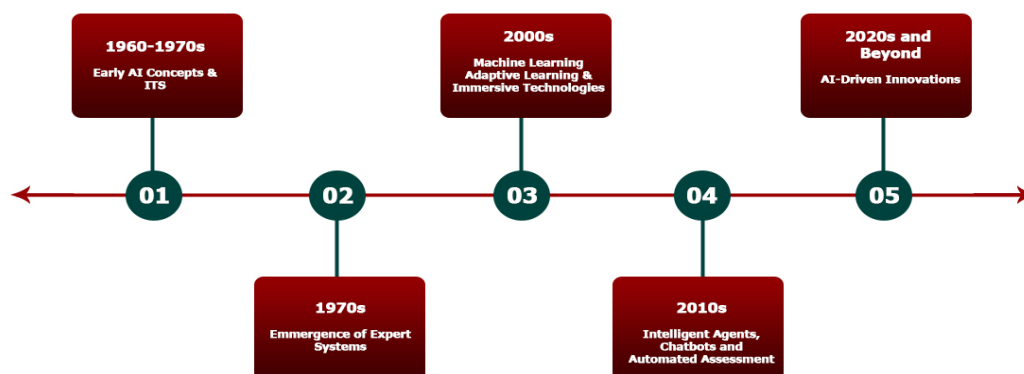 1960-1970s
Early AI Concepts &
ITS
01
1970s
Emmergence of Expert
Systems
02
2000s
Machine Learning
Adaptive Learning &
Immersive Technologies
03
2010s
Intelligent Agents,
Chatbots and
Automated Assessment
04
2020s and
Beyond
AI-Driven Innovations
05